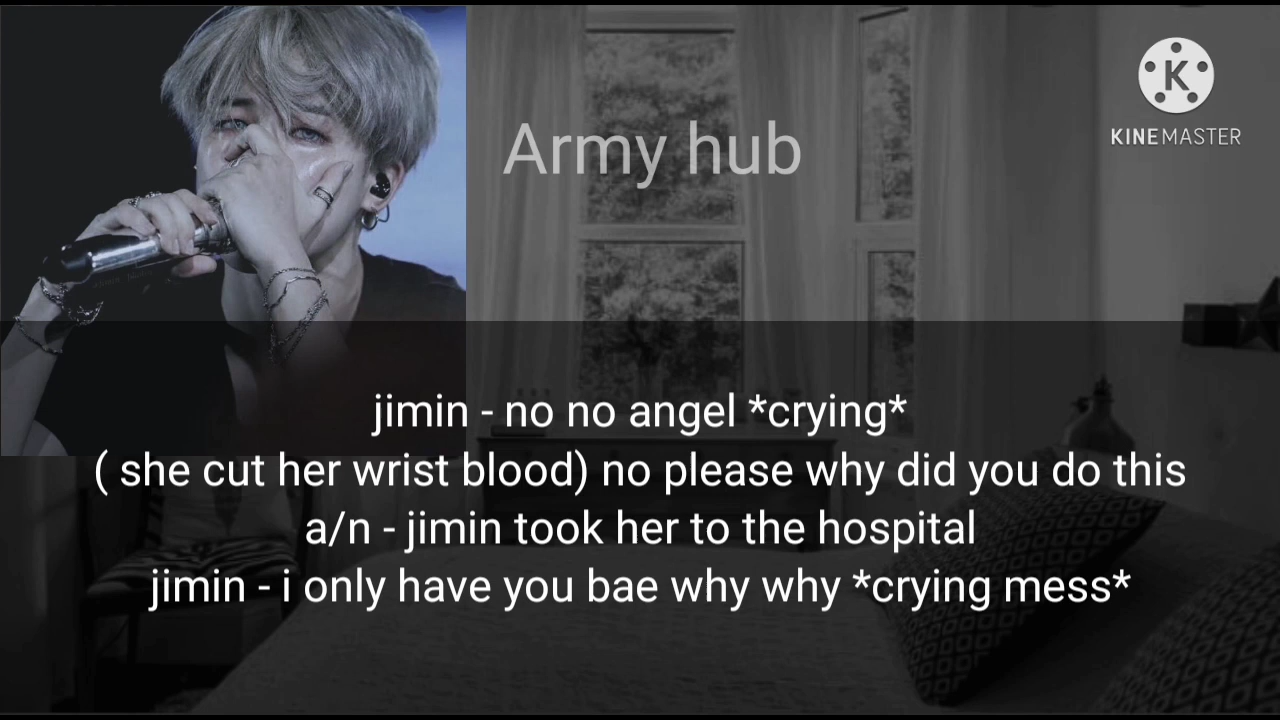 Army hub
KINEMASTER
jimin - no no angel *crying*
( she cut her wrist blood) no please why did you do this
a/n - jimin took her to the hospital
jimin - i only have you bae why why *crying mess*